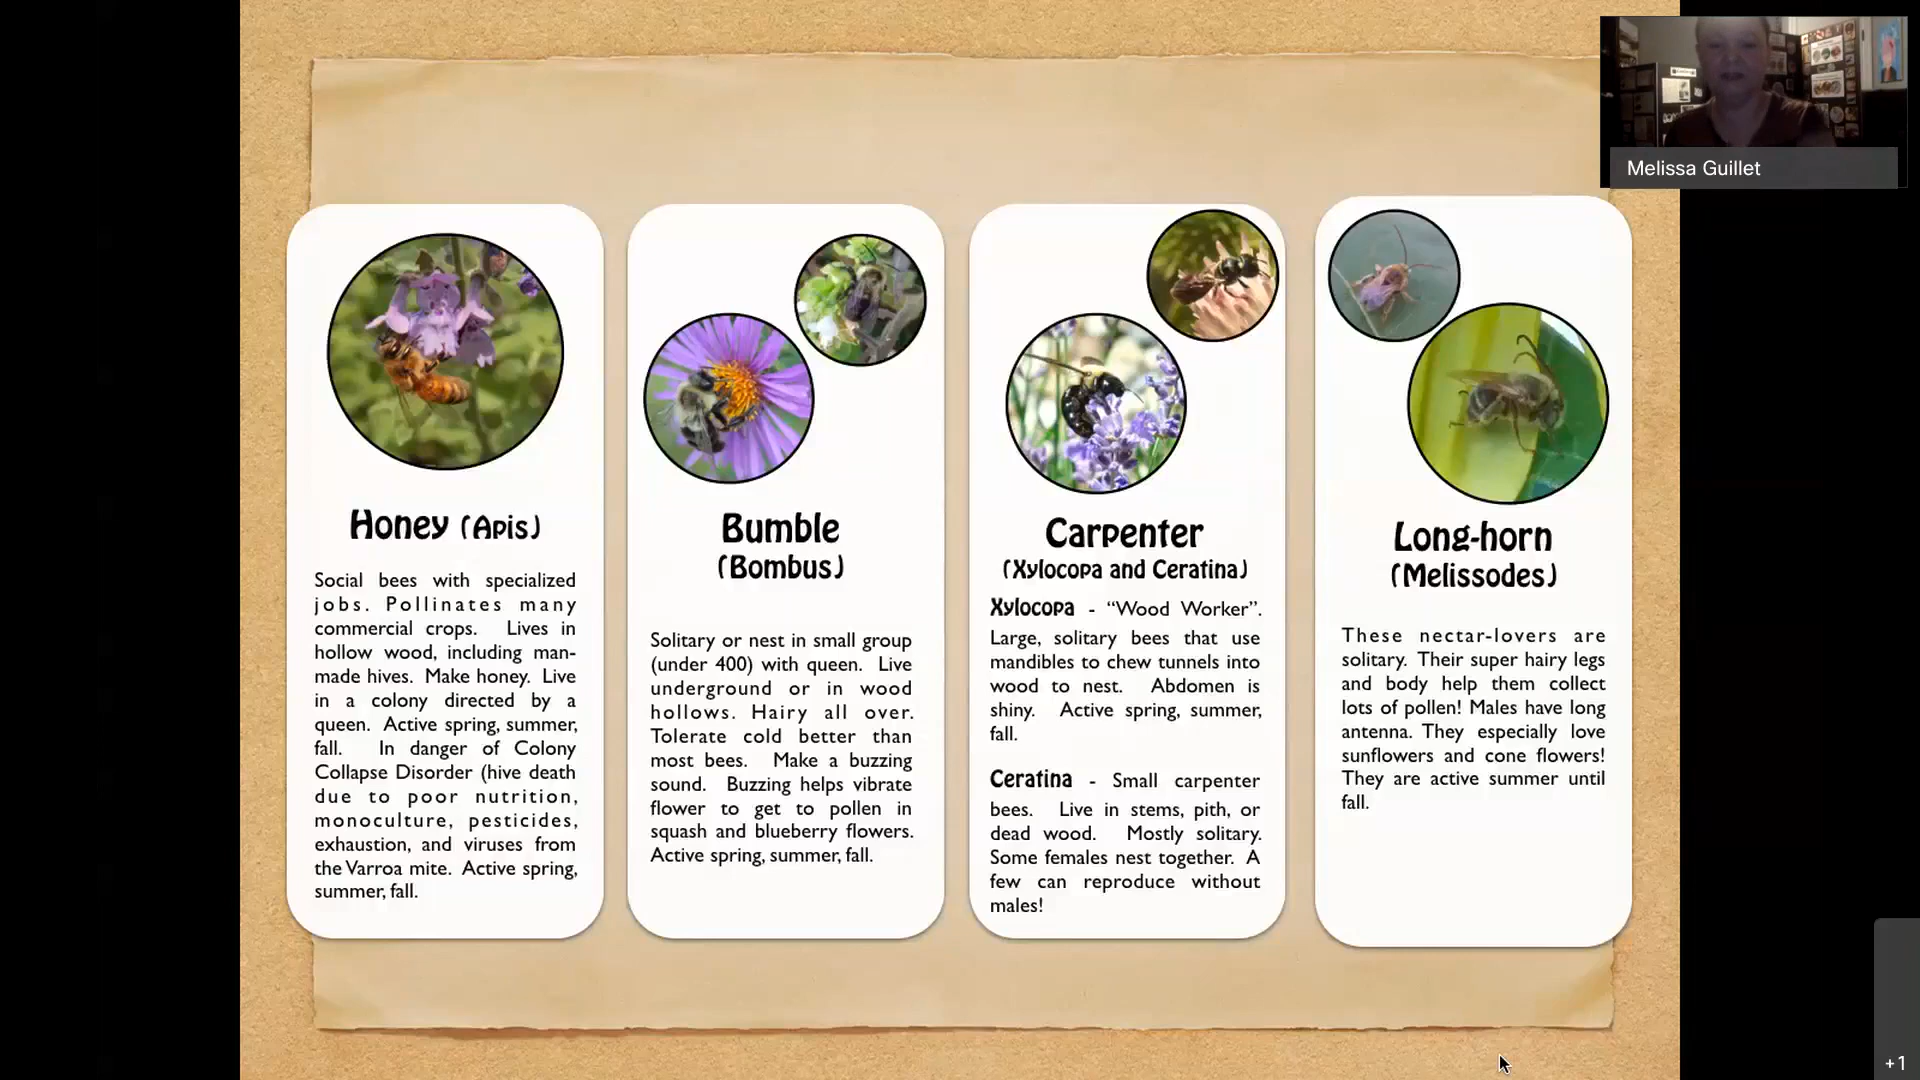 Melissa Guillet
Honey (Apis)
Social bees with specialized
jobs. Pollinates many
commercial crops. Lives in
hollow wood, including man-
made hives. Make honey. Live
in a colony directed by a
queen. Active spring, summer,
fall. In danger of Colony
Collapse Disorder (hive death
due to poor nutrition,
monoculture, pesticides,
exhaustion, and viruses from
the Varroa mite. Active spring,
summer, fall.
Bumble
(Bombus)
Solitary or nest in small group
(under 400) with queen. Live
underground or in wood
hollows. Hairy all over.
Tolerate cold better than
most bees. Make a buzzing
sound. Buzzing helps vibrate
flower to get to pollen in
squash and blueberry flowers.
Active spring, summer, fall.
Carpenter
(Xylocopa and Ceratina)
Xylocopa - “Wood Worker”.
Large, solitary bees that use
mandibles to chew tunnels into
wood to nest. Abdomen is
shiny. Active spring, summer,
fall.
Ceratina - Small carpenter
bees. Live in stems, pith, or
dead wood. Mostly solitary.
Some females nest together. A
few can reproduce without
males!
Long-horn
(Melissodes)
These nectar-lovers are
solitary. Their super hairy legs
and body help them collect
lots of pollen! Males have long
antenna. They especially love
sunflowers and cone flowers!
They are active summer until
fall.
+1